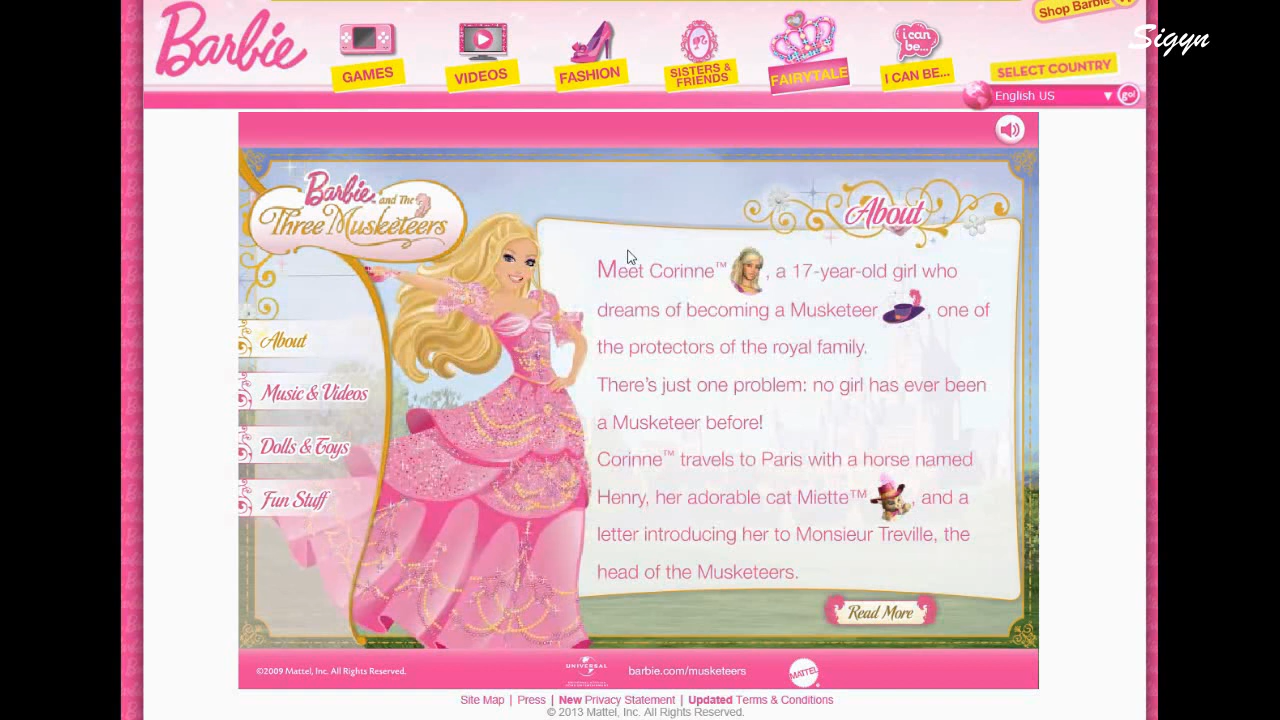 Shop Barbie
Sigyn
Barbie
i can be...
GAMES
VIDEOS
FASHION
SISTERS & FRIENDS
FAIRYTALE
I CAN BE...
SELECT COUNTRY
English US
go!
Barbie and The
Three Musketeers
About
About
Music & Videos
Dolls & Toys
Fun Stuff
Meet Corinne™, a 17-year-old girl who
dreams of becoming a Musketeer, one of
the protectors of the royal family.
There's just one problem: no girl has ever been
a Musketeer before!
Corinne™ travels to Paris with a horse named
Henry, her adorable cat Miette™, and a
letter introducing her to Monsieur Treville, the
head of the Musketeers.
Read More
©2009 Mattel, Inc. All Rights Reserved.
UNIVERSAL
barbie.com/musketeers
MATTEL
Site Map | Press | New Privacy Statement | Updated Terms & Conditions
© 2013 Mattel, Inc. All Rights Reserved.